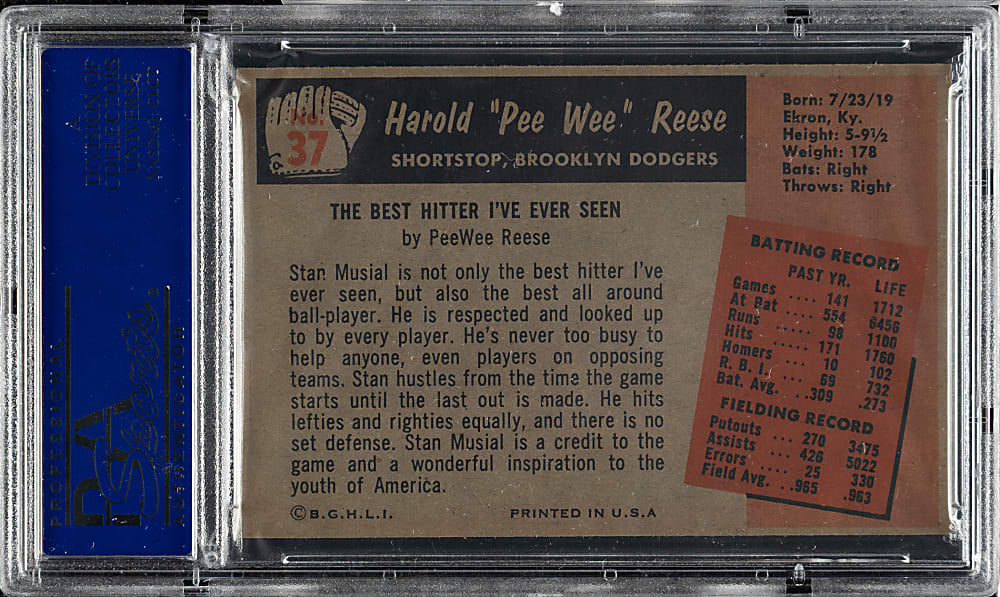 A
DIVISION OF
COLLECTORS
UNIVERSE
NASDAQ: CLCT
PROFESSIONAL
PSA
Sports
AUTHENTICATOR
No.
37
Harold "Pee Wee" Reese
SHORTSTOP, BROOKLYN DODGERS
THE BEST HITTER I'VE EVER SEEN
by PeeWee Reese
Stan Musial is not only the best hitter I've
ever seen, but also the best all around
ball-player. He is respected and looked up
to by every player. He's never too busy to
help anyone, even players on opposing
teams. Stan hustles from the time the game
starts until the last out is made. He hits
lefties and righties equally, and there is no
set defense. Stan Musial is a credit to the
game and a wonderful inspiration to the
youth of America.
©B.G.H.L.I. PRINTED IN U.S.A
Born: 7/23/19
Ekron, Ky.
Height: 5-9½
Weight: 178
Bats: Right
Throws: Right
BATTING RECORD
PAST YR. LIFE
Games .... 141 1712
At Bat .... 554 6456
Runs ..... 98 1100
Hits ..... 171 1760
Homers .... 10 102
R. B. I. .... 69 732
Bat. Avg. ...309 .273
FIELDING RECORD
Putouts ... 270 3475
Assists ... 426 5022
Errors ..... 25 330
Field Avg. ...965 .963